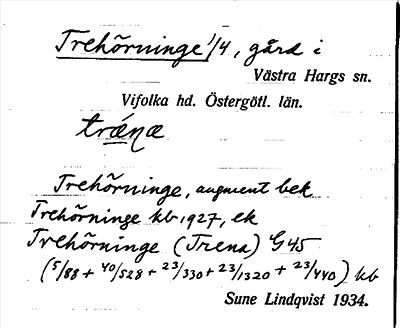 Trehörninge 1/4, gård i
Västra Hargs sn.
Vifolka hd. Östergötl. län.
trǽnæ
Trehörninge, augment bek
Trehörninge kb 1927, ek
Trehörninge (Trena) G45
(5/88 + 40/528 + 23/330 + 23/1320 + 23/440) kb
Sune Lindqvist 1934.